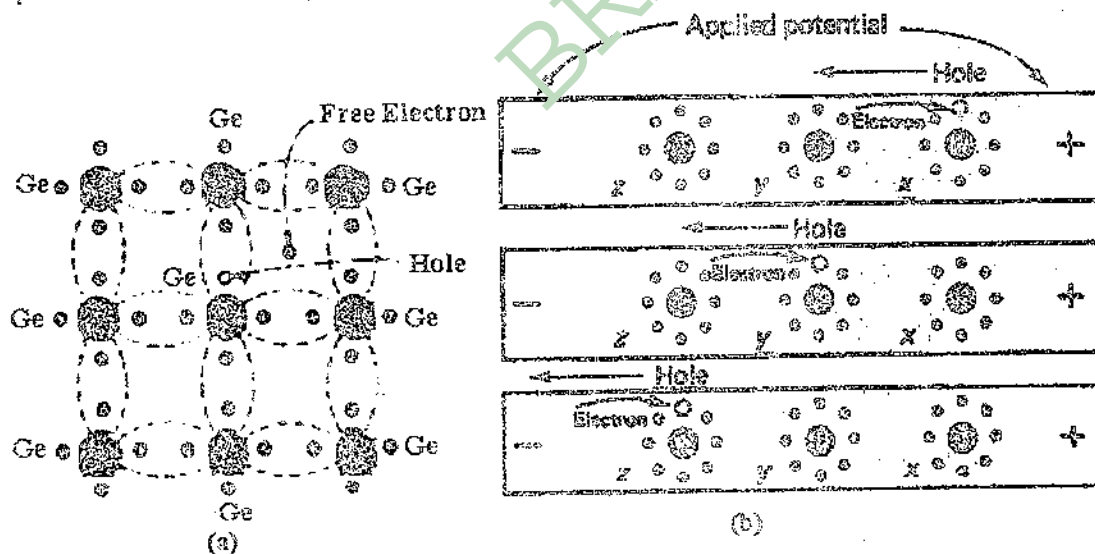 BR
Applied potential
Hole
Electron
−
z
y
x
+
Hole
Electron
−
z
y
x
+
Hole
Electron
−
z
y
x
+
(b)
Ge
Free Electron
Ge
Ge
Ge
Hole
Ge
Ge
Ge
Ge
Ge
(a)